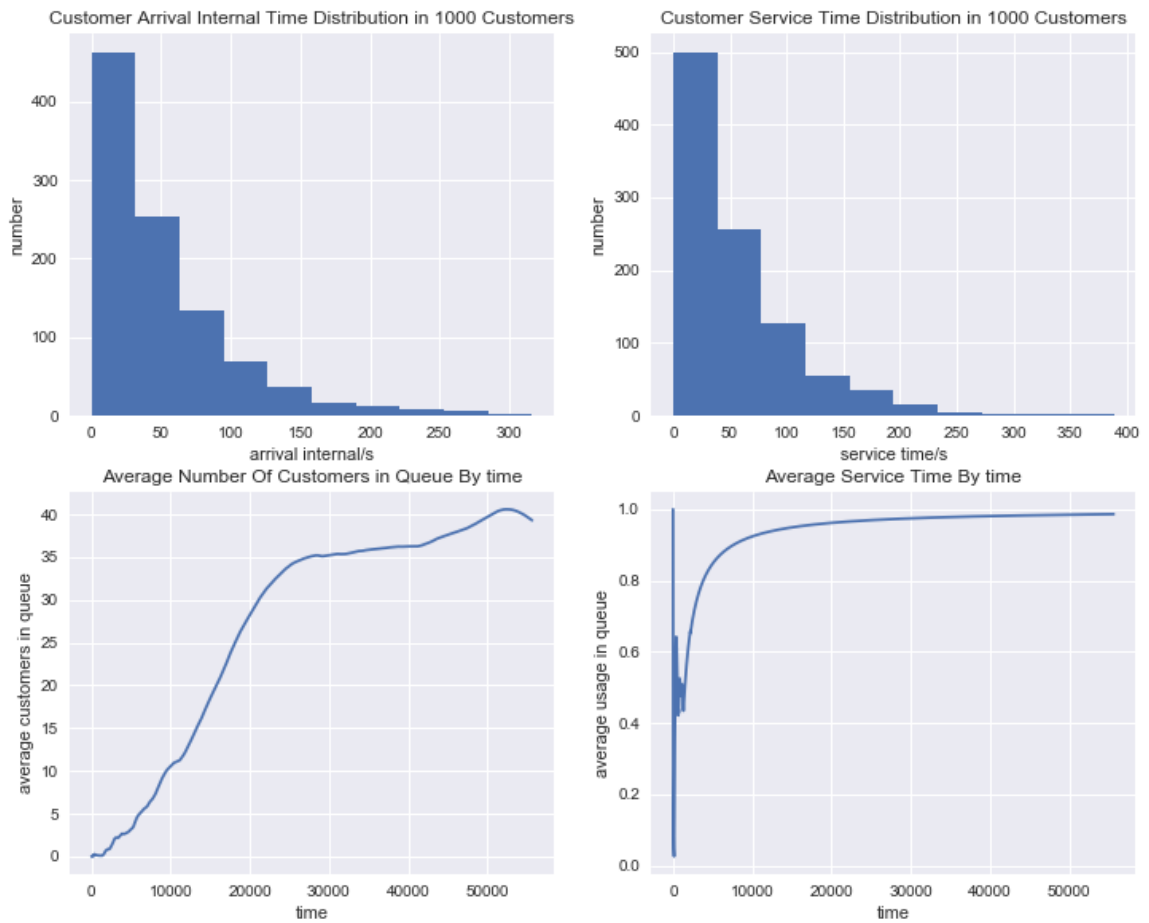 Customer Arrival Internal Time Distribution in 1000 Customers
number
400
300
200
100
0
0 50 100 150 200 250 300
arrival internal/s
Customer Service Time Distribution in 1000 Customers
number
500
400
300
200
100
0
0 50 100 150 200 250 300 350 400
service time/s
Average Number Of Customers in Queue By time
average customers in queue
40
35
30
25
20
15
10
5
0
0 10000 20000 30000 40000 50000
time
Average Service Time By time
average usage in queue
1.0
0.8
0.6
0.4
0.2
0.0
0 10000 20000 30000 40000 50000
time